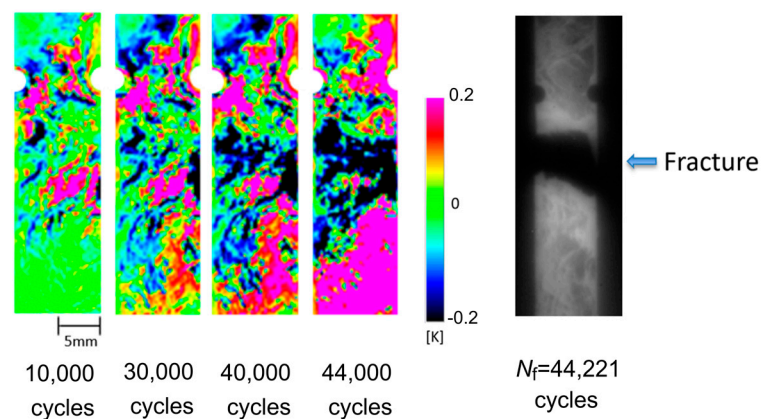 0.2
0
-0.2
[K]
Fracture
5mm
10,000
cycles
30,000
cycles
40,000
cycles
44,000
cycles
Nf=44,221
cycles